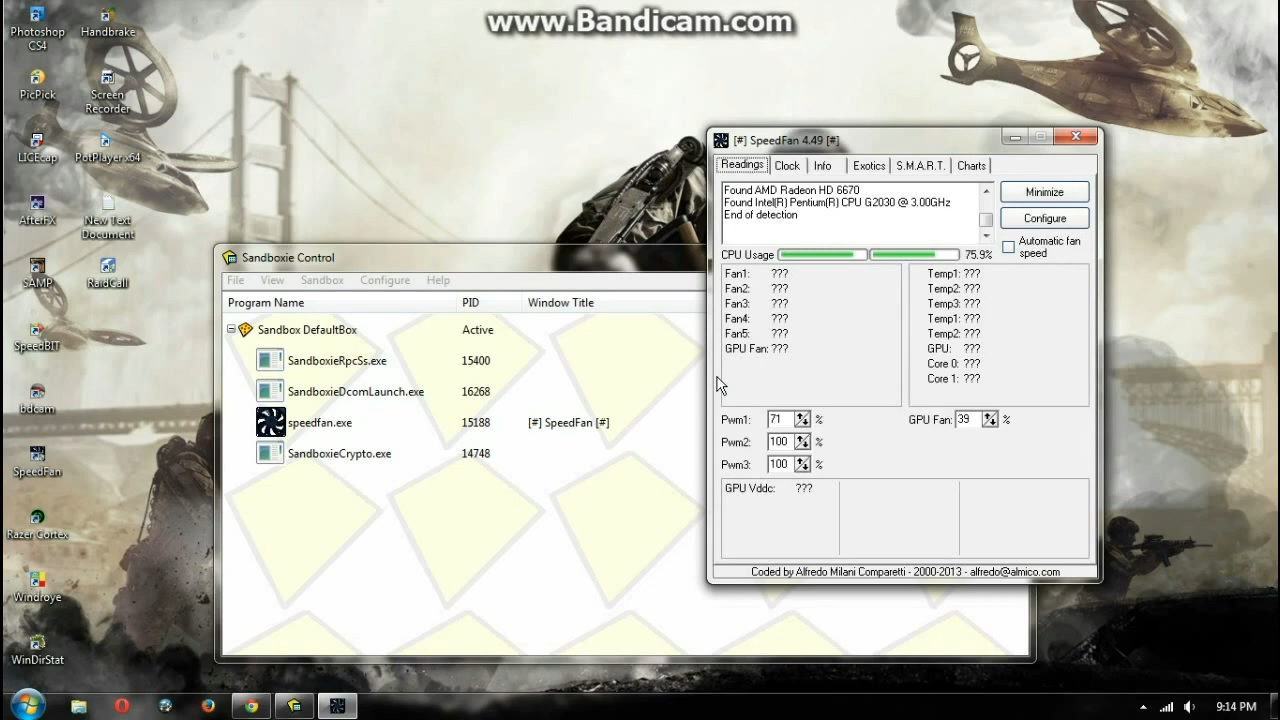 www.Bandicam.com
Photoshop
CS4
Handbrake
PicPick
Screen
Recorder
LICEcap
PotPlayer x64
AfterFX
New Text
Document
SAMP
RaidCall
SpeedBIT
bdcam
SpeedFan
Razer Cortex
Windroye
WinDirStat
Sandboxie Control
File View Sandbox Configure Help
Program Name PID Window Title
Sandbox DefaultBox Active
SandboxieRpcSs.exe 15400
SandboxieDcomLaunch.exe 16268
speedfan.exe 15188 [#] SpeedFan [#]
SandboxieCrypto.exe 14748
[#] SpeedFan 4.49 [#]
Readings Clock Info Exotics S.M.A.R.T. Charts
Found AMD Radeon HD 6670
Found Intel(R) Pentium(R) CPU G2030 @ 3.00GHz
End of detection
Minimize
Configure
Automatic fan
speed
CPU Usage 75.9%
Fan1: ???
Fan2: ???
Fan3: ???
Fan4: ???
Fan5: ???
GPU Fan: ???
Temp1: ???
Temp2: ???
Temp3: ???
Temp1: ???
Temp2: ???
GPU: ???
Core 0: ???
Core 1: ???
Pwm1: 71 %
GPU Fan: 39 %
Pwm2: 100 %
Pwm3: 100 %
GPU Vddc: ???
Coded by Alfredo Milani Comparetti - 2000-2013 - alfredo@almico.com
9:14 PM